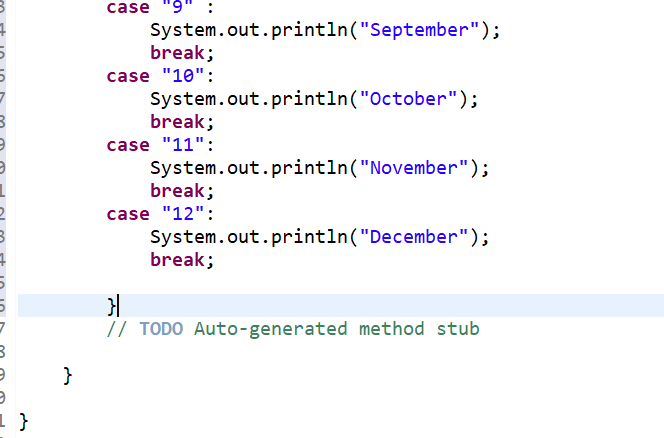 case "9" :
System.out.println("September");
break;
case "10":
System.out.println("October");
break;
case "11":
System.out.println("November");
break;
case "12":
System.out.println("December");
break;
}
// TODO Auto-generated method stub
}
}